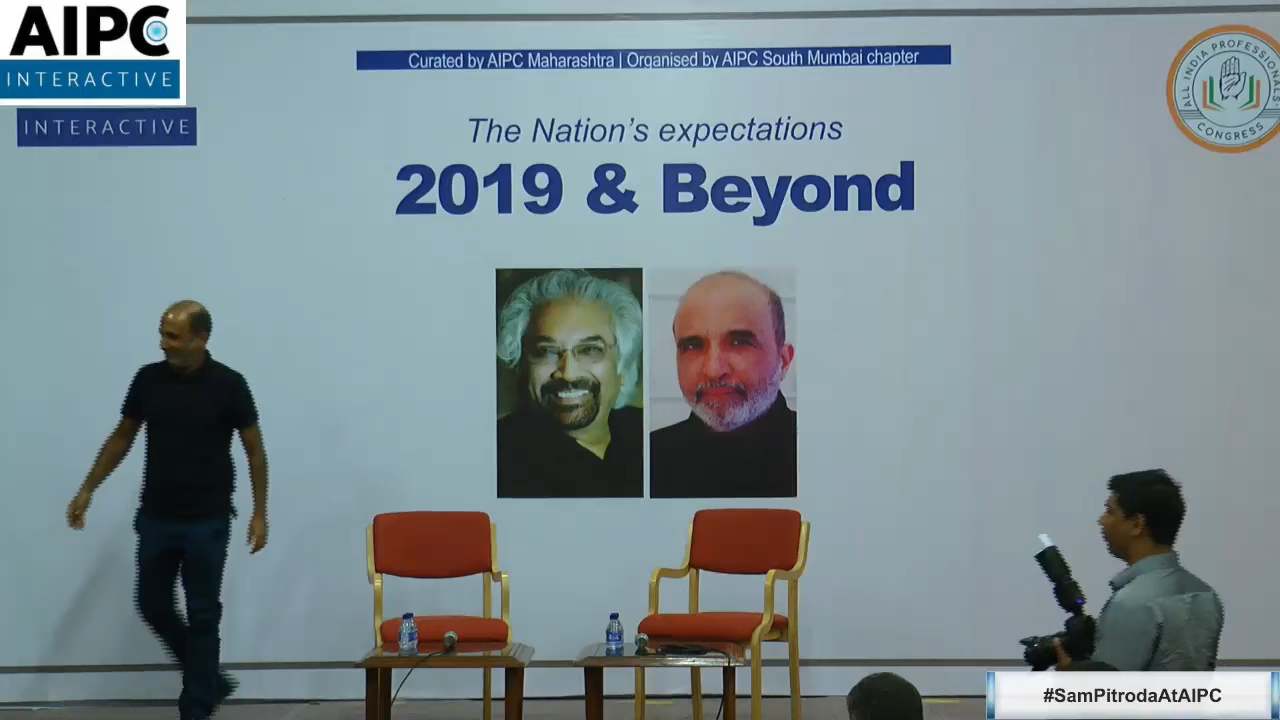 AIPC
INTERACTIVE
INTERACTIVE
Curated by AIPC Maharashtra | Organised by AIPC South Mumbai chapter
The Nation's expectations
2019 & Beyond
ALL INDIA PROFESSIONALS'
CONGRESS
#SamPitrodaAtAIPC